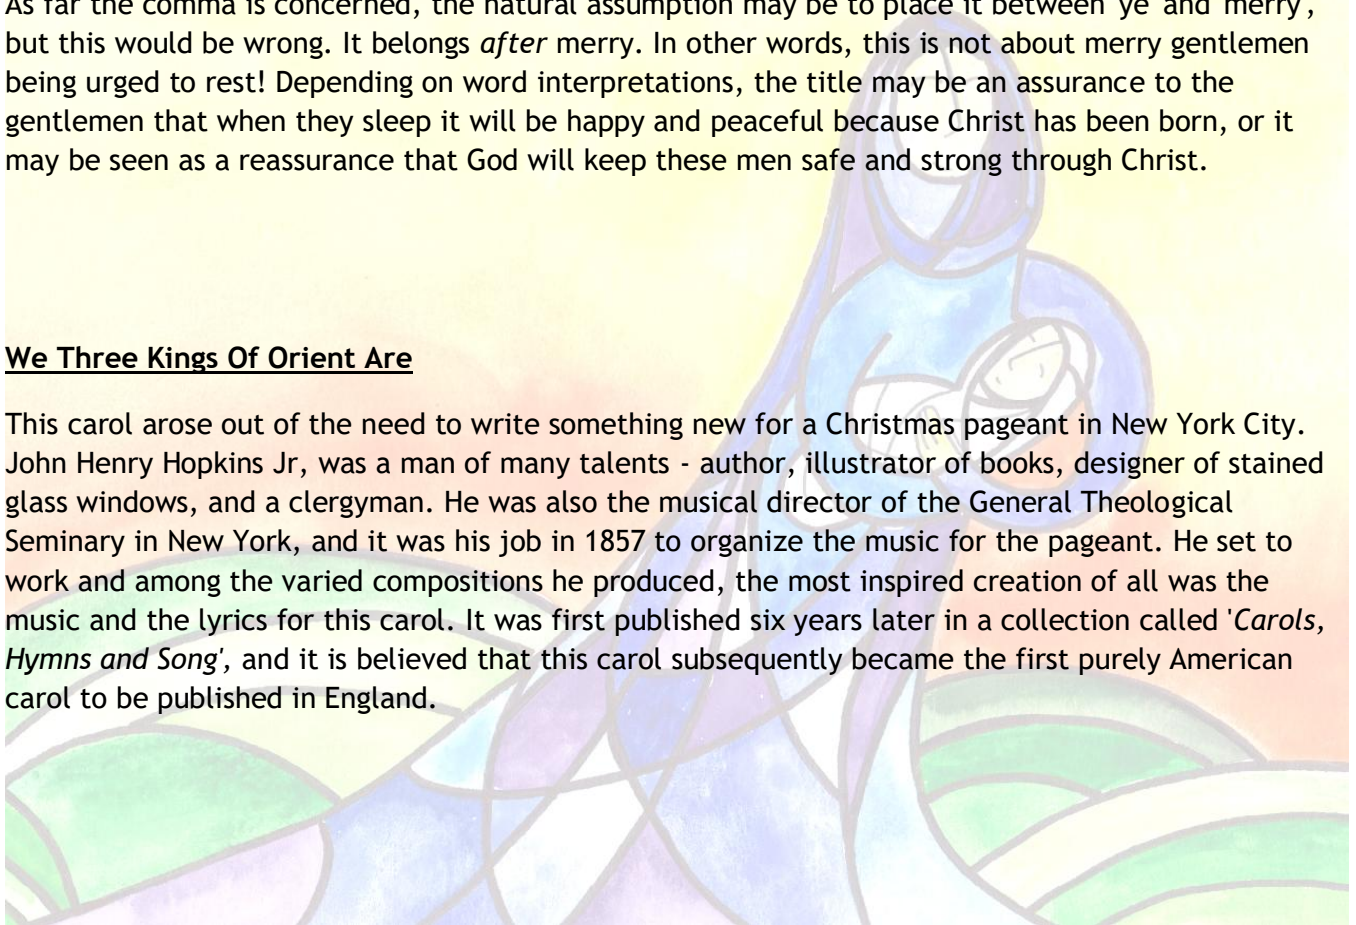 As far the comma is concerned, the natural assumption may be to place it between 'ye' and 'merry',
but this would be wrong. It belongs after merry. In other words, this is not about merry gentlemen
being urged to rest! Depending on word interpretations, the title may be an assurance to the
gentlemen that when they sleep it will be happy and peaceful because Christ has been born, or it
may be seen as a reassurance that God will keep these men safe and strong through Christ.
We Three Kings Of Orient Are
This carol arose out of the need to write something new for a Christmas pageant in New York City.
John Henry Hopkins Jr, was a man of many talents - author, illustrator of books, designer of stained
glass windows, and a clergyman. He was also the musical director of the General Theological
Seminary in New York, and it was his job in 1857 to organize the music for the pageant. He set to
work and among the varied compositions he produced, the most inspired creation of all was the
music and the lyrics for this carol. It was first published six years later in a collection called 'Carols,
Hymns and Song', and it is believed that this carol subsequently became the first purely American
carol to be published in England.